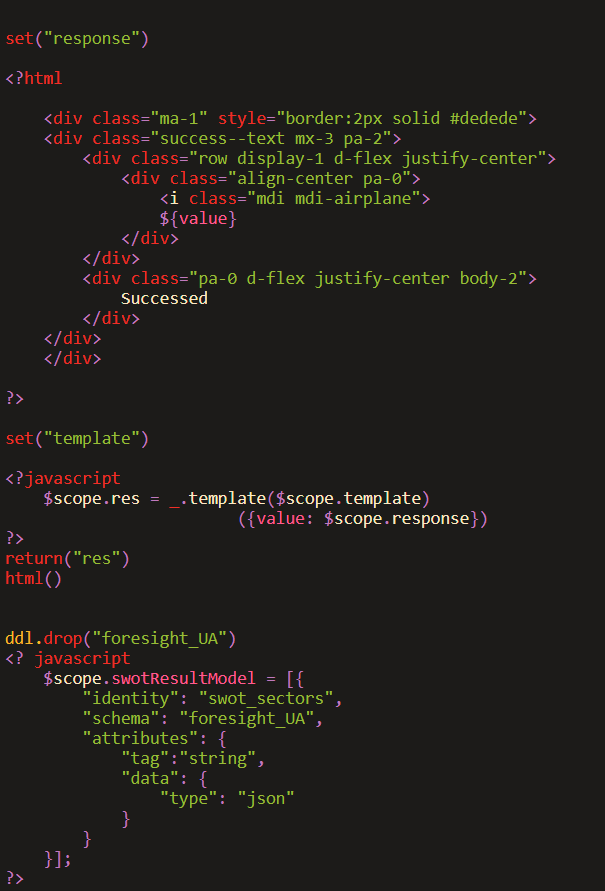 set("response")
<?html
<div class="ma-1" style="border:2px solid #dedede">
<div class="success--text mx-3 pa-2">
<div class="row display-1 d-flex justify-center">
<div class="align-center pa-0">
<i class="mdi mdi-airplane">
${value}
</div>
</div>
<div class="pa-0 d-flex justify-center body-2">
Successed
</div>
</div>
</div>
?>
set("template")
<?javascript
$scope.res = _.template($scope.template)
({value: $scope.response})
?>
return("res")
html()
ddl.drop("foresight_UA")
<? javascript
$scope.swotResultModel = [{
"identity": "swot_sectors",
"schema": "foresight_UA",
"attributes": {
"tag":"string",
"data": {
"type": "json"
}
}
}];
?>